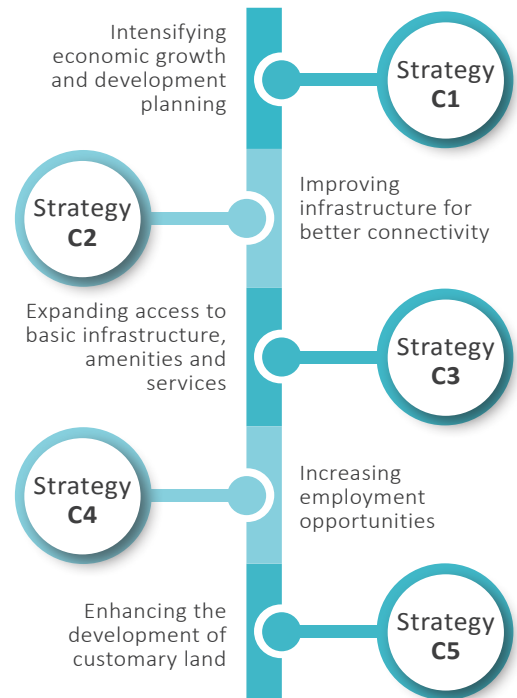 Intensifying
economic growth
and development
planning
Strategy
C1
Strategy
C2
Improving
infrastructure for
better connectivity
Expanding access to
basic infrastructure,
amenities and
services
Strategy
C3
Strategy
C4
Increasing
employment
opportunities
Enhancing the
development of
customary land
Strategy
C5